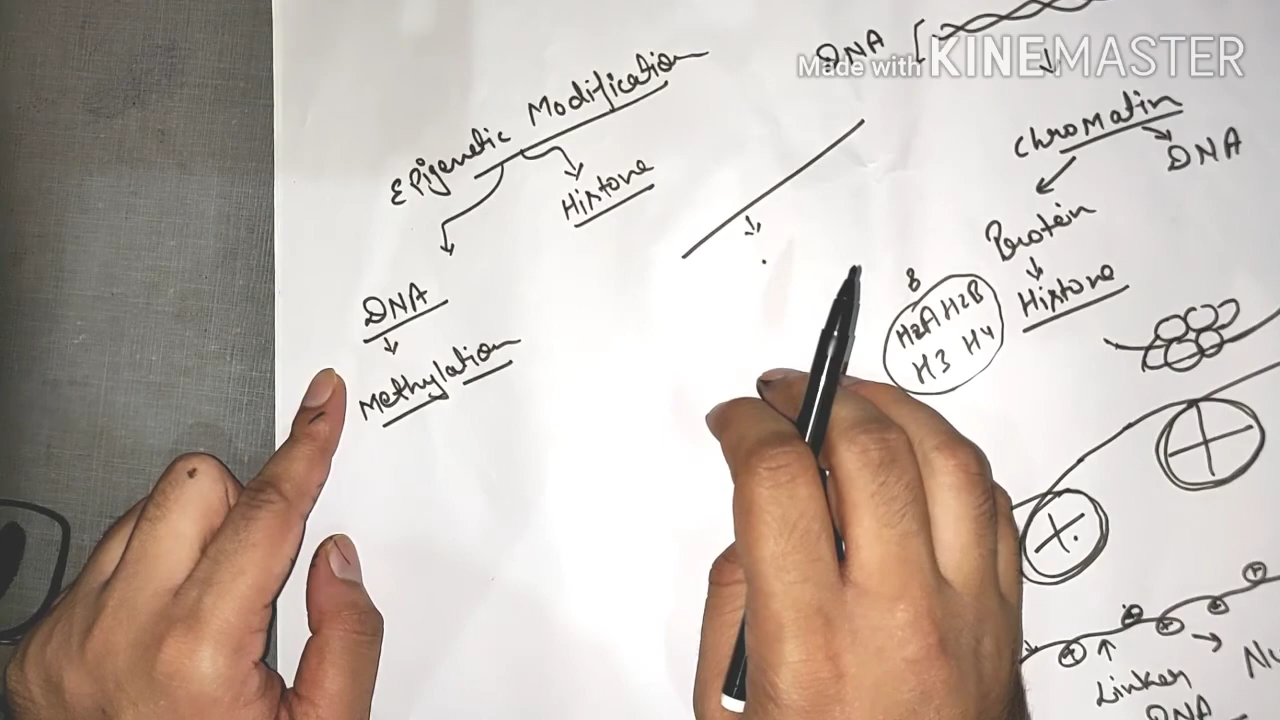 Epigenetic Modification
Histone
DNA
Methylation
DNA
Made with KINEMASTER
Chromatin
DNA
Protein
Histone
8
H2A H2B
H3 H4
Linker
DNA